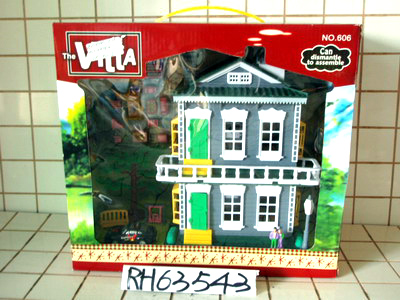 The
VILLA
NO.606
Can
dismantle
to assemble
RH63543